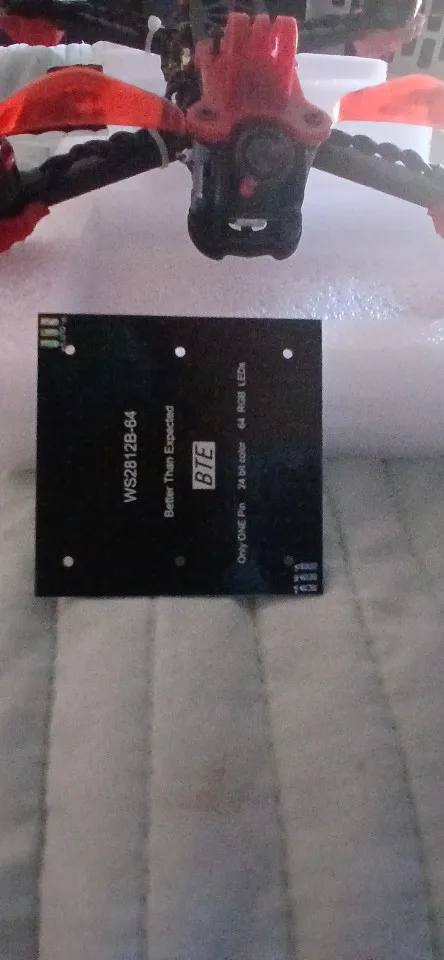 WS2812B-64
Better Than Expected
BTE
Only ONE Pin 24 bit color 64 RGB LEDs